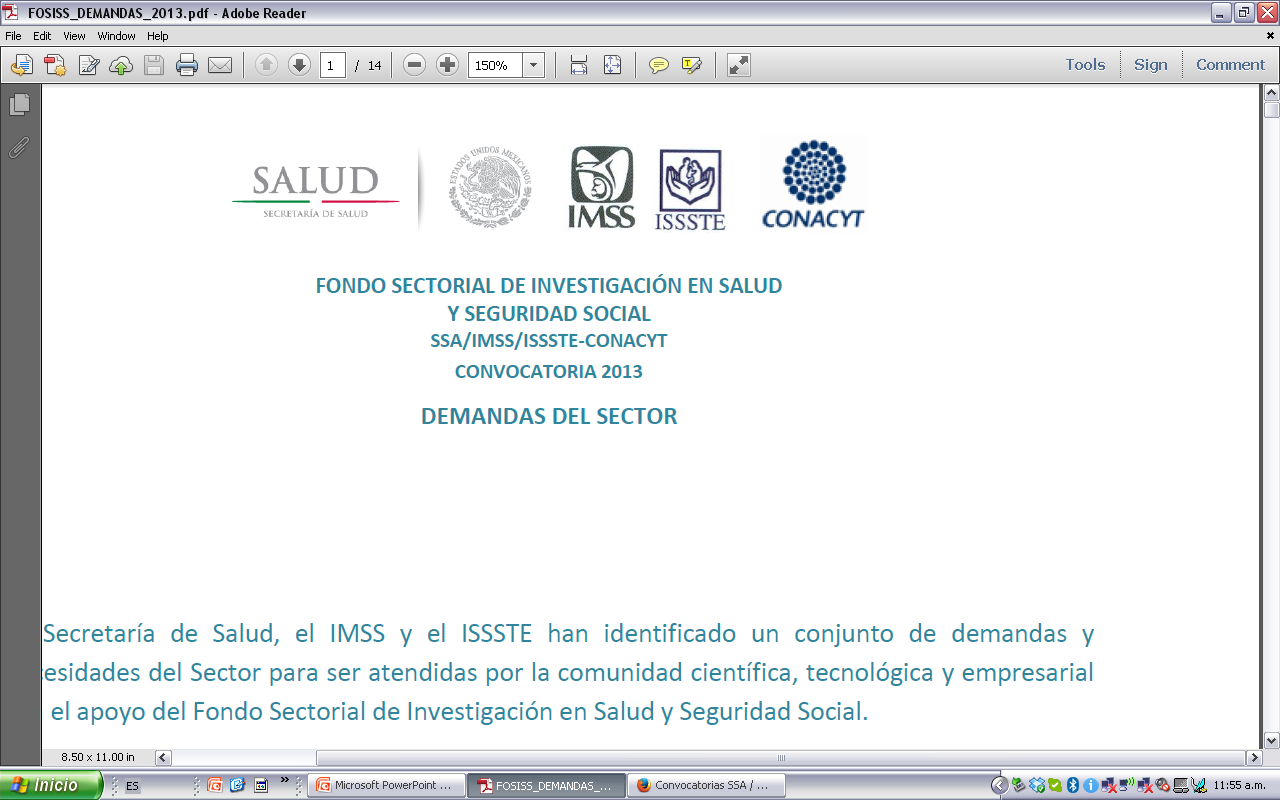 FOSISS_DEMANDAS_2013.pdf - Adobe Reader
File Edit View Window Help
1 / 14 150% Tools Sign Comment
SALUD
SECRETARÍA DE SALUD
ESTADOS UNIDOS MEXICANOS
IMSS
ISSSTE
CONACYT
FONDO SECTORIAL DE INVESTIGACIÓN EN SALUD
Y SEGURIDAD SOCIAL
SSA/IMSS/ISSSTE-CONACYT
CONVOCATORIA 2013
DEMANDAS DEL SECTOR
Secretaría de Salud, el IMSS y el ISSSTE han identificado un conjunto de demandas y
cesidades del Sector para ser atendidas por la comunidad científica, tecnológica y empresarial
el apoyo del Fondo Sectorial de Investigación en Salud y Seguridad Social.
8.50 x 11.00 in
Inicio ES Microsoft PowerPoint ... FOSISS_DEMANDAS_... Convocatorias SSA / ... 11:55 a.m.